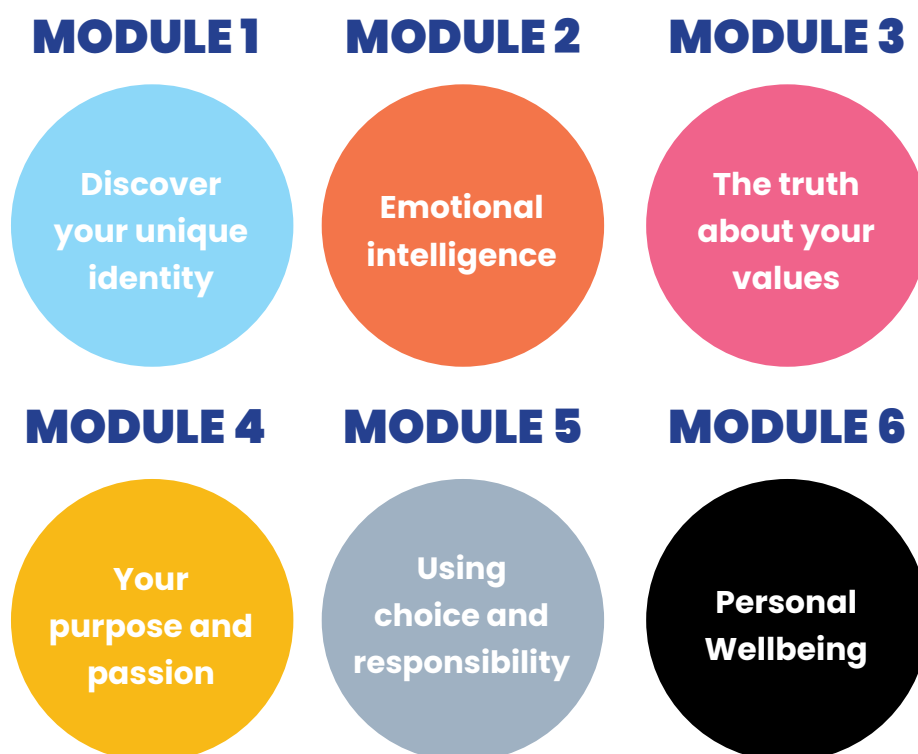 MODULE 1
MODULE 2
MODULE 3
Discover
your unique
identity
Emotional
intelligence
The truth
about your
values
MODULE 4
MODULE 5
MODULE 6
Your
purpose and
passion
Using
choice and
responsibility
Personal
Wellbeing